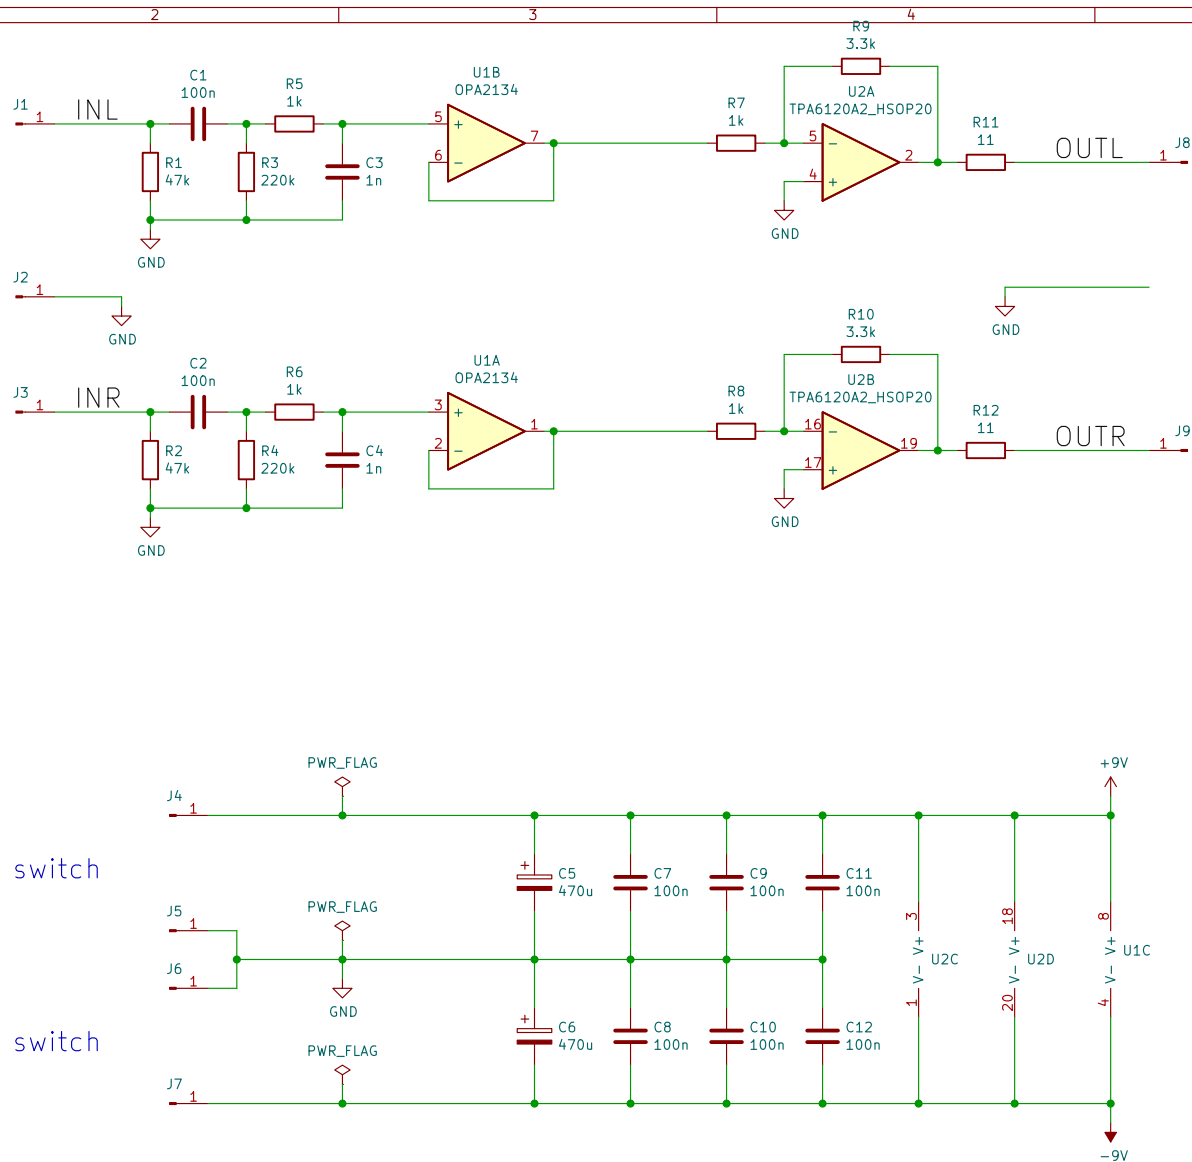 2 3 4
R9
3.3k
C1
100n
R5
1k
U1B
OPA2134
U2A
TPA6120A2_HSOP20
J1
1
INL
5
+
6
−
7
R7
1k
5
−
4
+
2
R11
11
OUTL
1
J8
R1
47k
R3
220k
C3
1n
GND
GND
J2
1
GND
GND
R10
3.3k
C2
100n
R6
1k
U1A
OPA2134
U2B
TPA6120A2_HSOP20
J3
1
INR
3
+
2
−
1
R8
1k
16
−
17
+
19
R12
11
OUTR
1
J9
R2
47k
R4
220k
C4
1n
GND
GND
PWR_FLAG
+9V
J4
1
switch
+
C5
470u
C7
100n
C9
100n
C11
100n
J5
1
PWR_FLAG
3
V+
V−
1
U2C
18
V+
V−
20
U2D
8
V+
V−
4
U1C
J6
1
GND
switch
+
C6
470u
C8
100n
C10
100n
C12
100n
PWR_FLAG
J7
1
−9V